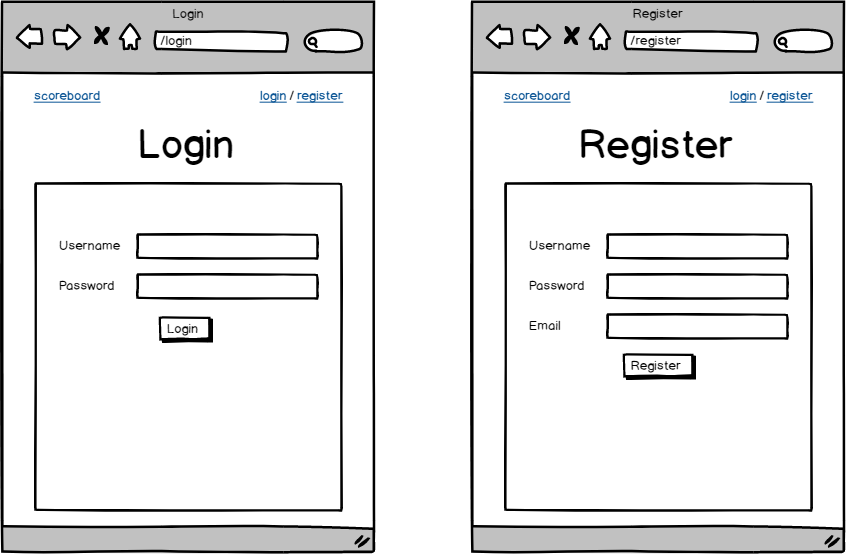 Login
/login
scoreboard
login / register
Login
Username
Password
Login
Register
/register
scoreboard
login / register
Register
Username
Password
Email
Register